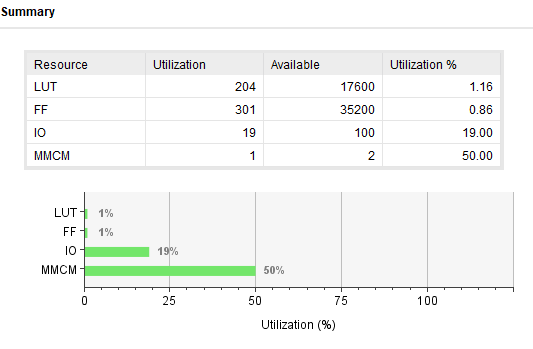 Summary
Resource Utilization Available Utilization %
LUT 204 17600 1.16
FF 301 35200 0.86
IO 19 100 19.00
MMCM 1 2 50.00
LUT 1%
FF 1%
IO 19%
MMCM 50%
0 25 50 75 100
Utilization (%)